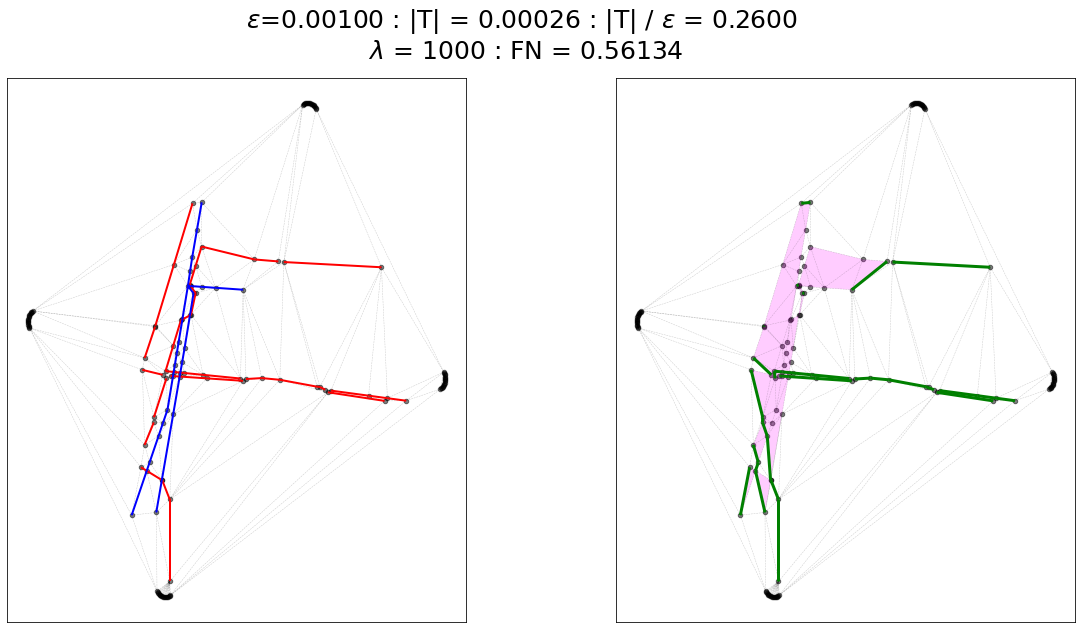 ε=0.00100 : |T| = 0.00026 : |T| / ε = 0.2600
λ = 1000 : FN = 0.56134